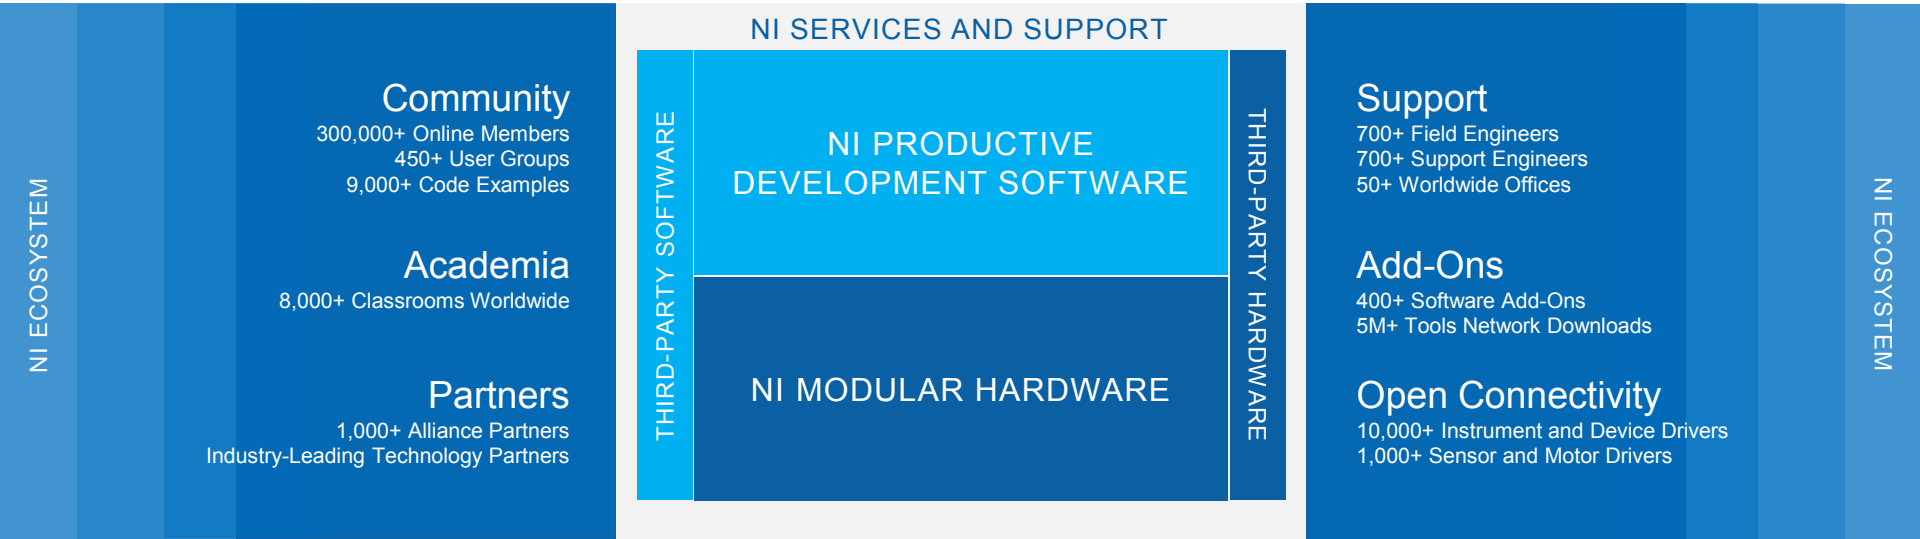 NI ECOSYSTEM
Community
300,000+ Online Members
450+ User Groups
9,000+ Code Examples
Academia
8,000+ Classrooms Worldwide
Partners
1,000+ Alliance Partners
Industry-Leading Technology Partners
NI SERVICES AND SUPPORT
THIRD-PARTY SOFTWARE
NI PRODUCTIVE
DEVELOPMENT SOFTWARE
NI MODULAR HARDWARE
THIRD-PARTY HARDWARE
Support
700+ Field Engineers
700+ Support Engineers
50+ Worldwide Offices
Add-Ons
400+ Software Add-Ons
5M+ Tools Network Downloads
Open Connectivity
10,000+ Instrument and Device Drivers
1,000+ Sensor and Motor Drivers
NI ECOSYSTEM